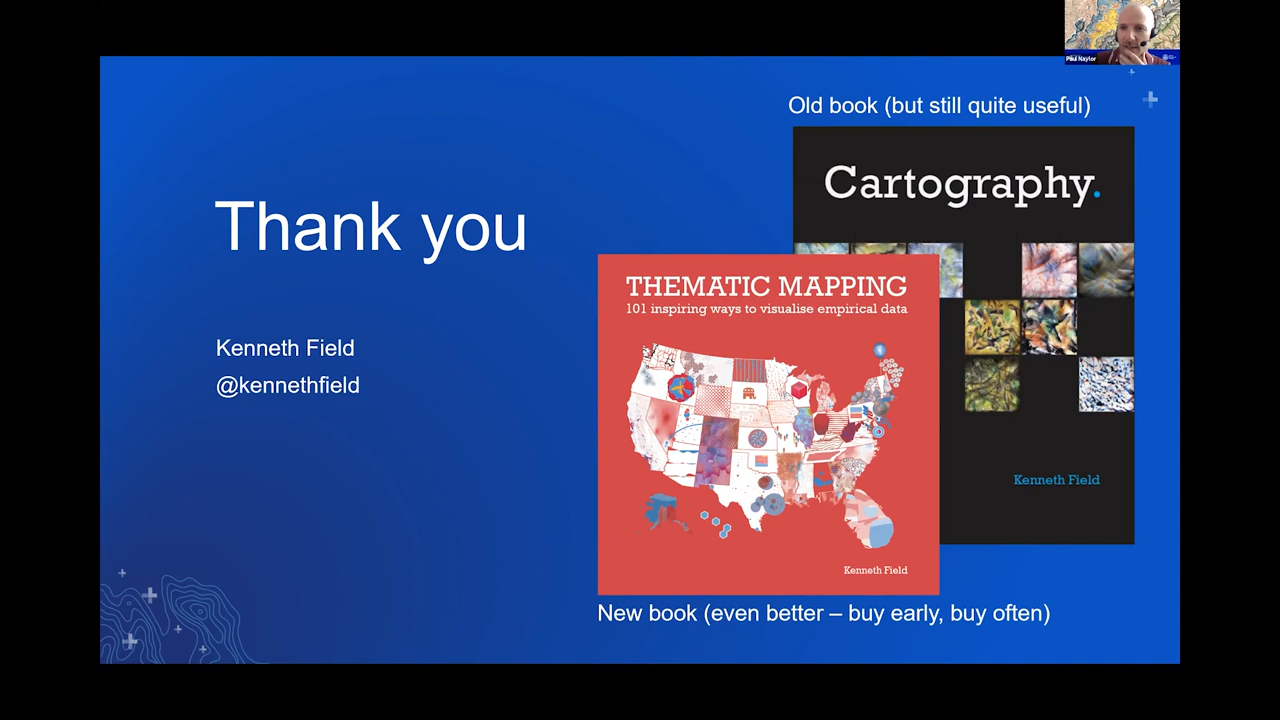 Paul Naylor
Old book (but still quite useful)
Cartography.
Thank you
THEMATIC MAPPING
101 inspiring ways to visualise empirical data
Kenneth Field
@kennethfield
Kenneth Field
Kenneth Field
New book (even better – buy early, buy often)